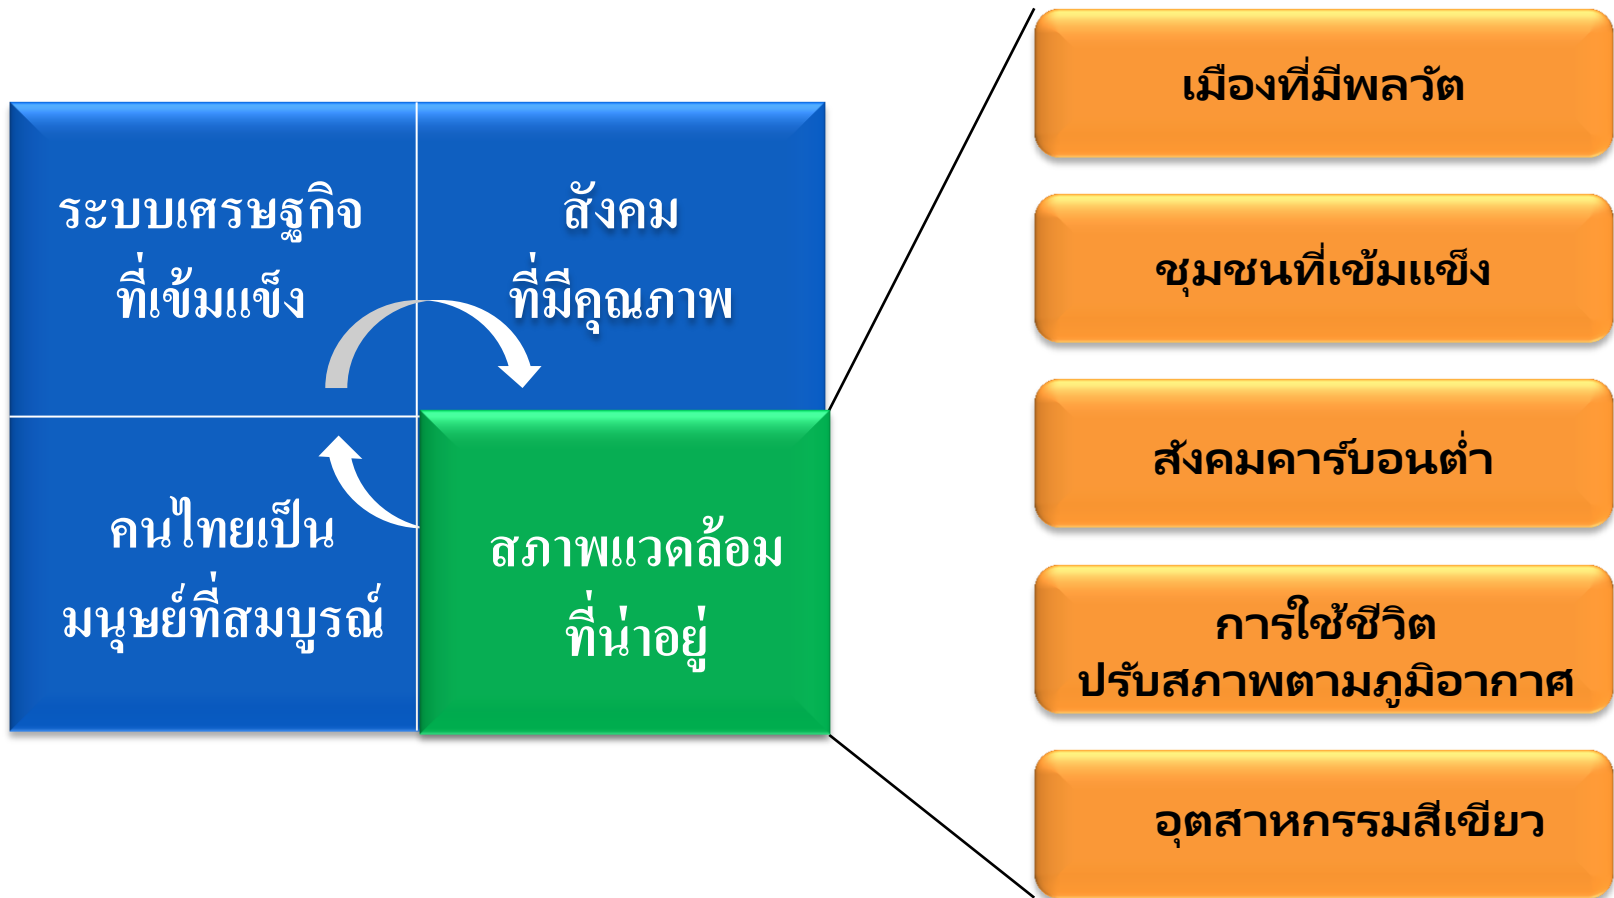 ระบบเศรษฐกิจ
ที่เข้มแข็ง
สังคม
ที่มีคุณภาพ
คนไทยเป็น
มนุษย์ที่สมบูรณ์
สภาพแวดล้อม
ที่น่าอยู่
เมืองที่มีพลวัต
ชุมชนที่เข้มแข็ง
สังคมคาร์บอนต่ำ
การใช้ชีวิต
ปรับสภาพตามภูมิอากาศ
อุตสาหกรรมสีเขียว